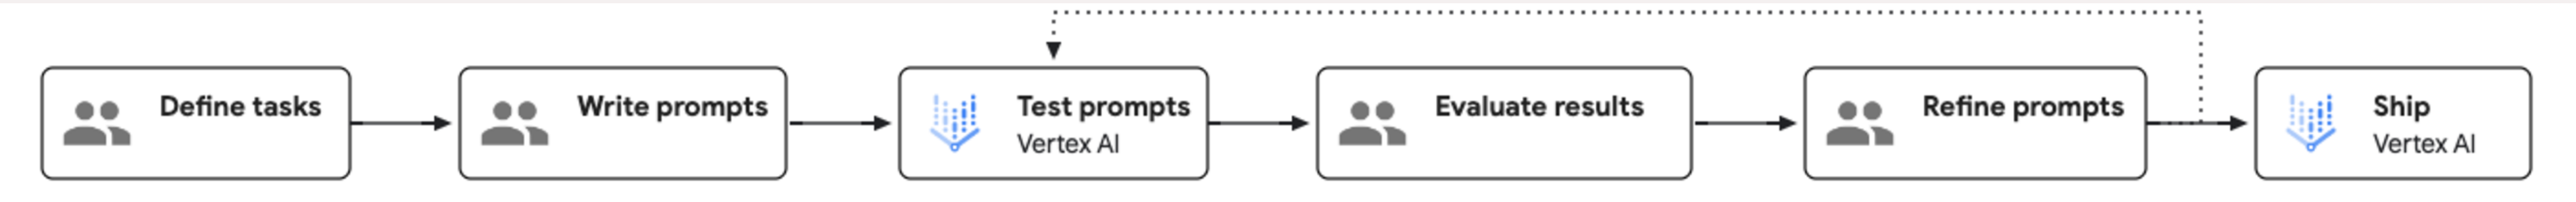 Define tasks
Write prompts
Test prompts
Vertex AI
Evaluate results
Refine prompts
Ship
Vertex AI